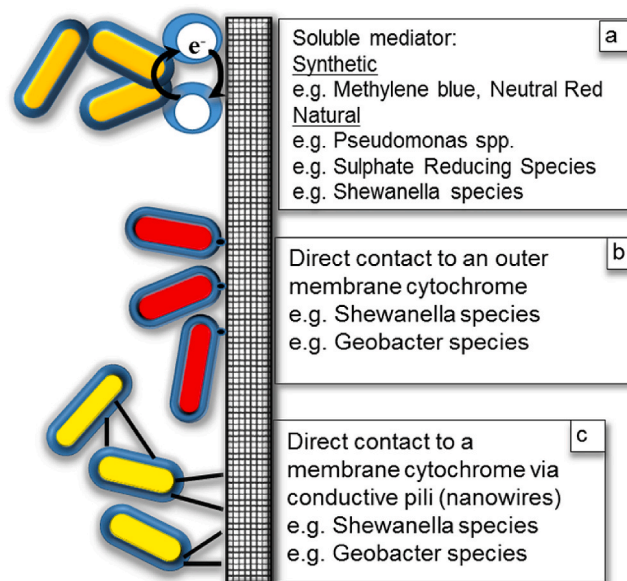 e-
a
Soluble mediator:
Synthetic
e.g. Methylene blue, Neutral Red
Natural
e.g. Pseudomonas spp.
e.g. Sulphate Reducing Species
e.g. Shewanella species
b
Direct contact to an outer
membrane cytochrome
e.g. Shewanella species
e.g. Geobacter species
c
Direct contact to a
membrane cytochrome via
conductive pili (nanowires)
e.g. Shewanella species
e.g. Geobacter species